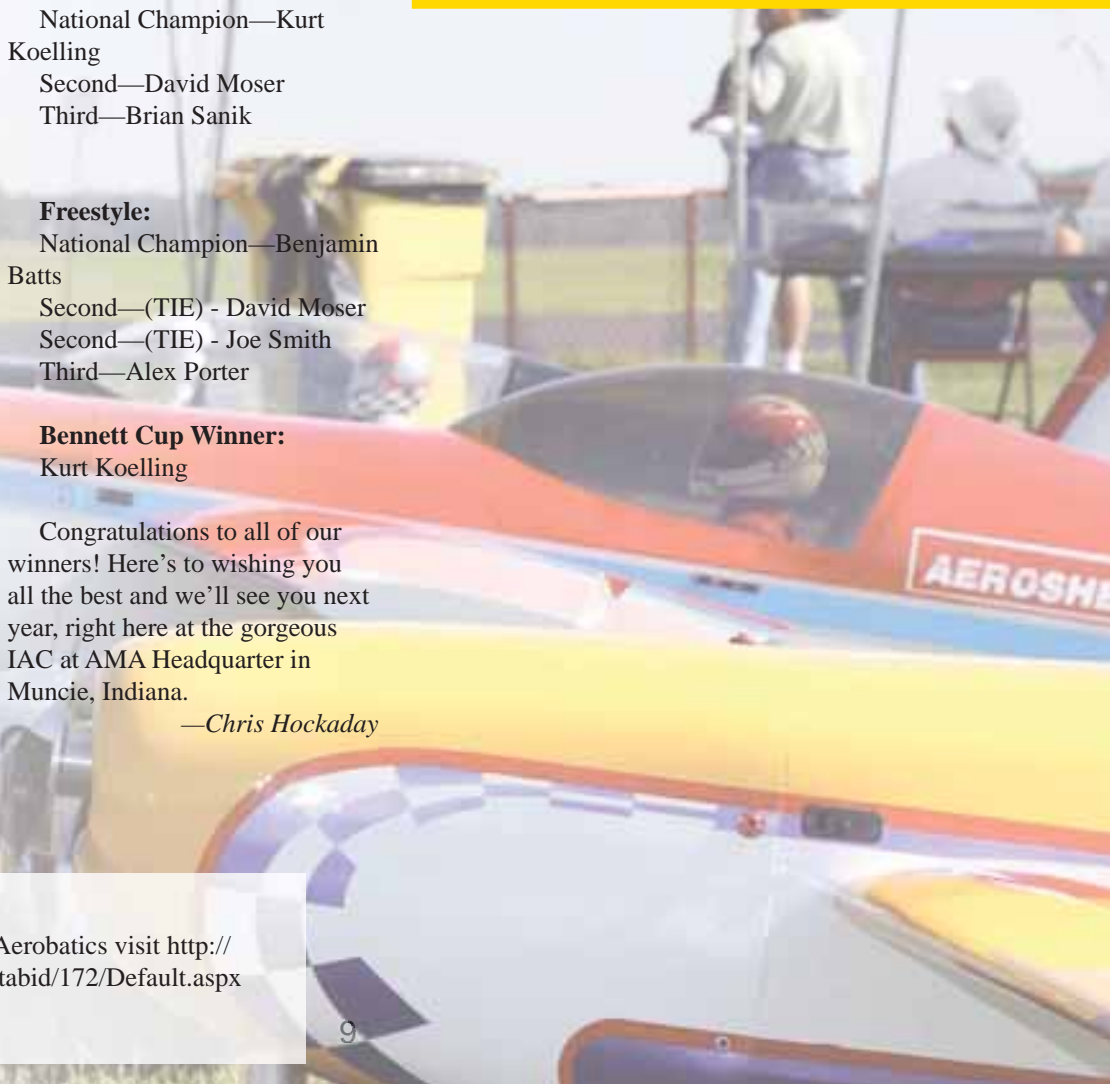 National Champion—Kurt
Koelling
Second—David Moser
Third—Brian Sanik
Freestyle:
National Champion—Benjamin
Batts
Second—(TIE) - David Moser
Second—(TIE) - Joe Smith
Third—Alex Porter
Bennett Cup Winner:
Kurt Koelling
Congratulations to all of our
winners! Here’s to wishing you
all the best and we’ll see you next
year, right here at the gorgeous
IAC at AMA Headquarter in
Muncie, Indiana.
—Chris Hockaday
AEROSHE
Aerobatics visit http://
tabid/172/Default.aspx
9